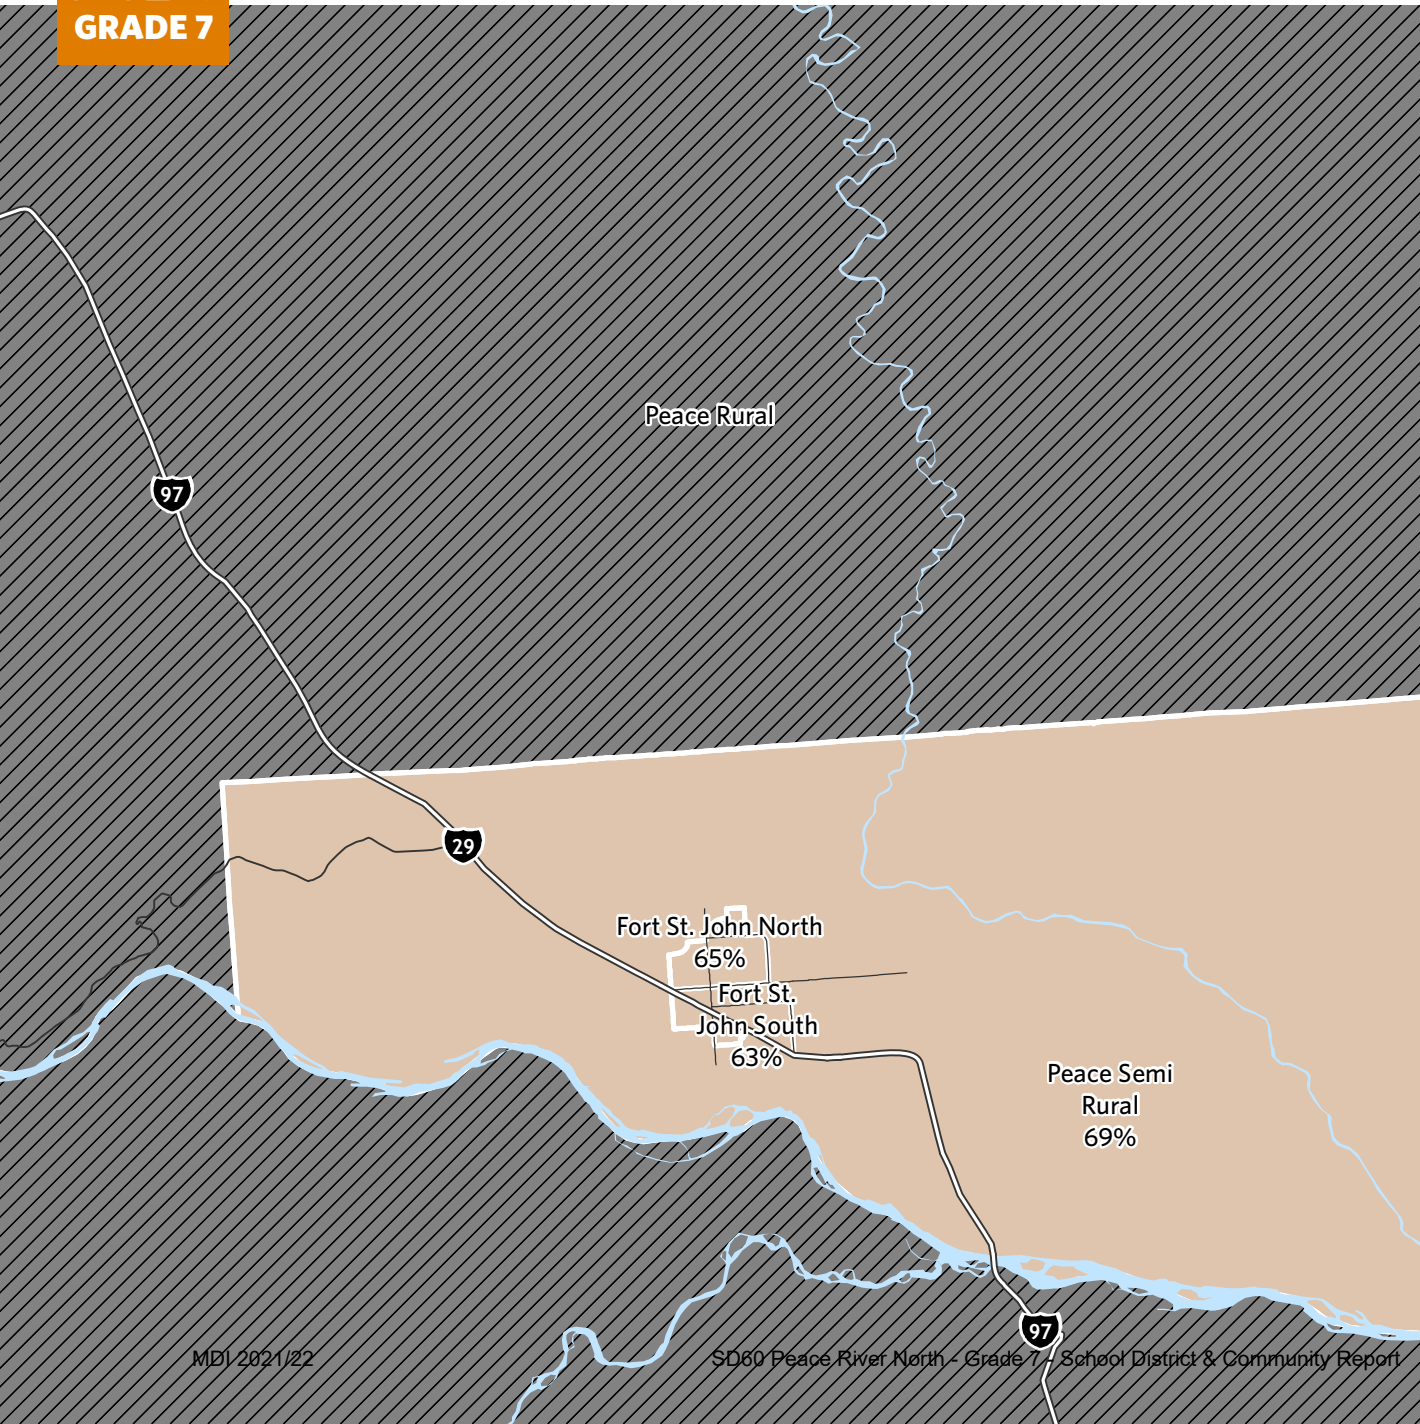 GRADE 7
Peace Rural
97
29
Fort St. John North
65%
Fort St.
John South
63%
Peace Semi
Rural
69%
97
MDI 2021/22
SD60 Peace River North - Grade 7 - School District & Community Report